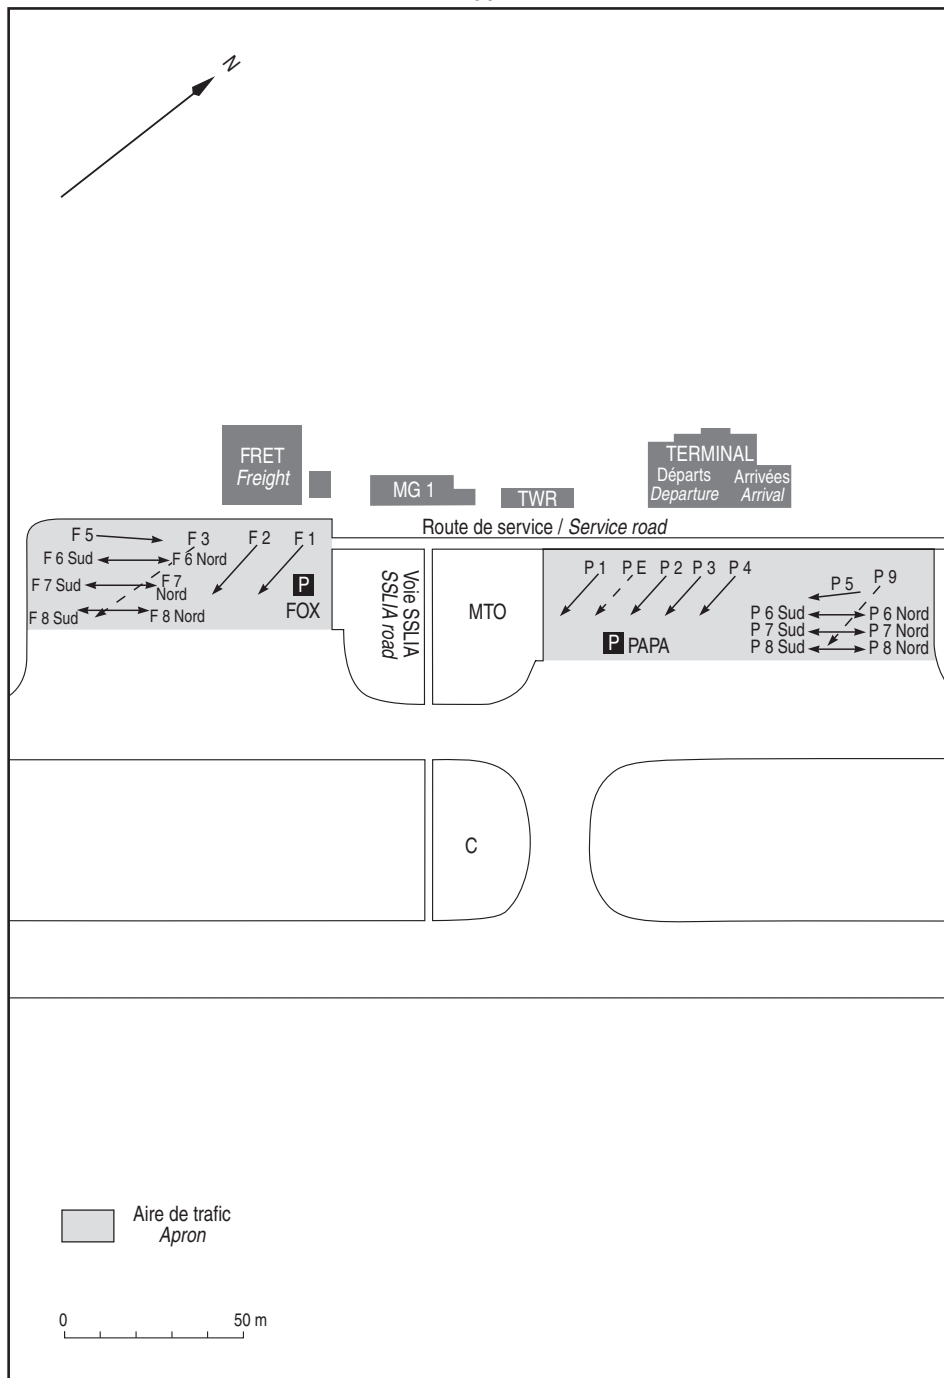 N
FRET
Freight
MG 1
TWR
TERMINAL
Départs
Departure
Arrivées
Arrival
Route de service / Service road
F 5
F 3
F 2
F 1
F 6 Sud
F 6 Nord
F 7 Sud
F 7
Nord
F 8 Sud
F 8 Nord
P
FOX
Voie SSLIA
SSLIA road
MTO
P 1
P E
P 2
P 3
P 4
P 5
P 9
P 6 Sud
P 6 Nord
P 7 Sud
P 7 Nord
P 8 Sud
P 8 Nord
P PAPA
C
Aire de trafic
Apron
0
50 m